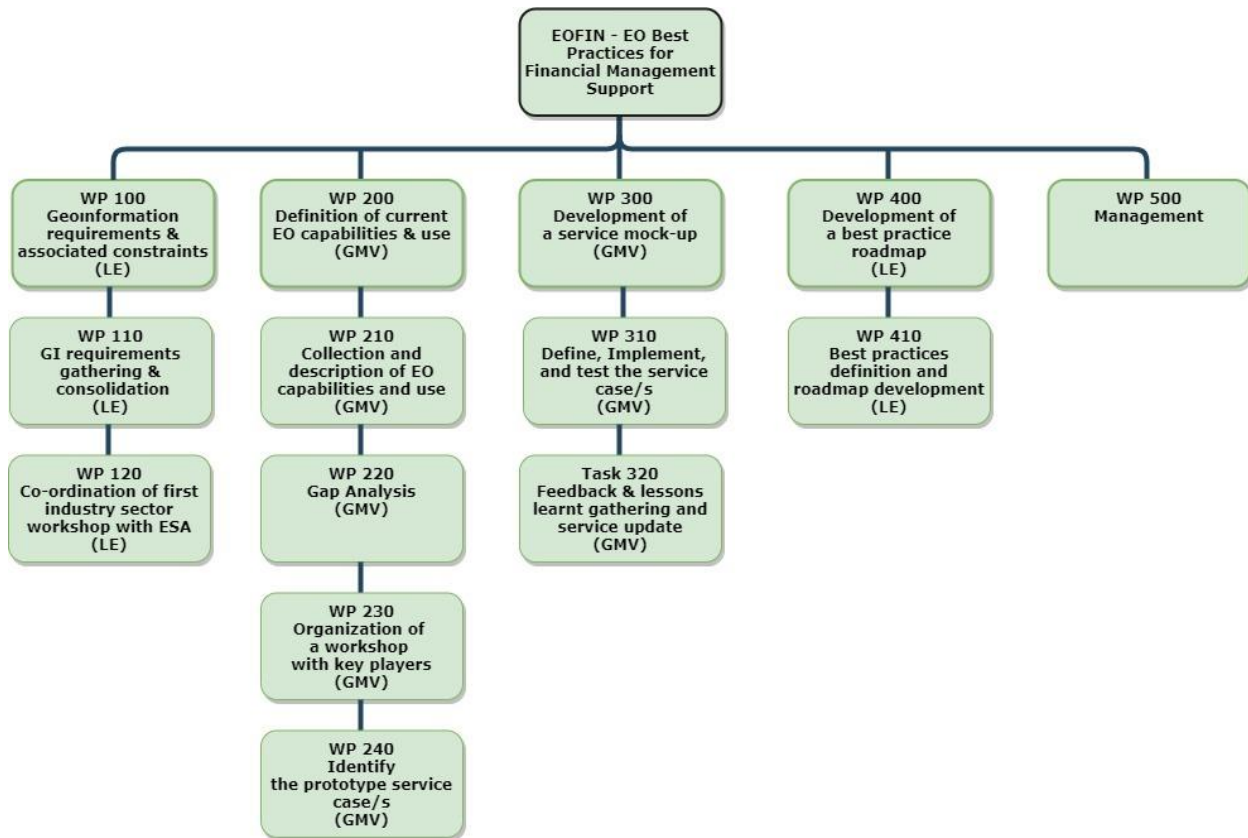 EOFIN - EO Best
Practices for
Financial Management
Support
WP 100
Geoinformation
requirements &
associated constraints
(LE)
WP 200
Definition of current
EO capabilities & use
(GMV)
WP 300
Development of
a service mock-up
(GMV)
WP 400
Development of
a best practice
roadmap
(LE)
WP 500
Management
WP 110
GI requirements
gathering &
consolidation
(LE)
WP 210
Collection and
description of EO
capabilities and use
(GMV)
WP 310
Define, Implement,
and test the service
case/s
(GMV)
WP 410
Best practices
definition and
roadmap development
(LE)
WP 120
Co-ordination of first
industry sector
workshop with ESA
(LE)
WP 220
Gap Analysis
(GMV)
Task 320
Feedback & lessons
learnt gathering and
service update
(GMV)
WP 230
Organization of
a workshop
with key players
(GMV)
WP 240
Identify
the prototype service
case/s
(GMV)